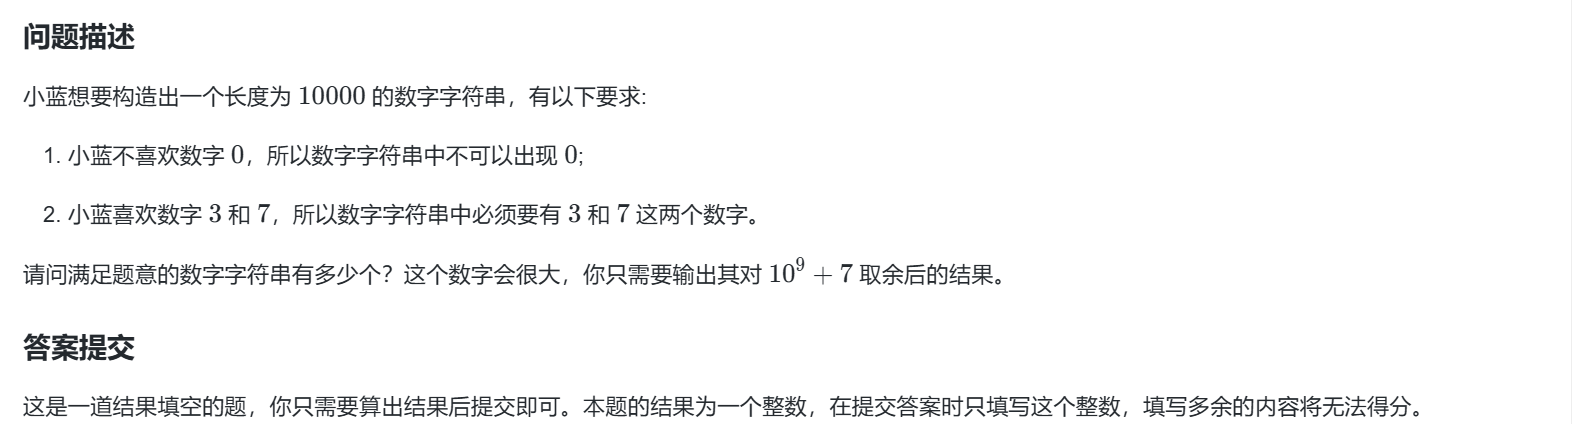 问题描述
小蓝想要构造出一个长度为 10000 的数字字符串，有以下要求:
1. 小蓝不喜欢数字 0，所以数字字符串中不可以出现 0;
2. 小蓝喜欢数字 3 和 7，所以数字字符串中必须要有 3 和 7 这两个数字。
请问满足题意的数字字符串有多少个？这个数字会很大，你只需要输出其对 10⁹ + 7 取余后的结果。
答案提交
这是一道结果填空的题，你只需要算出结果后提交即可。本题的结果为一个整数，在提交答案时只填写这个整数，填写多余的内容将无法得分。